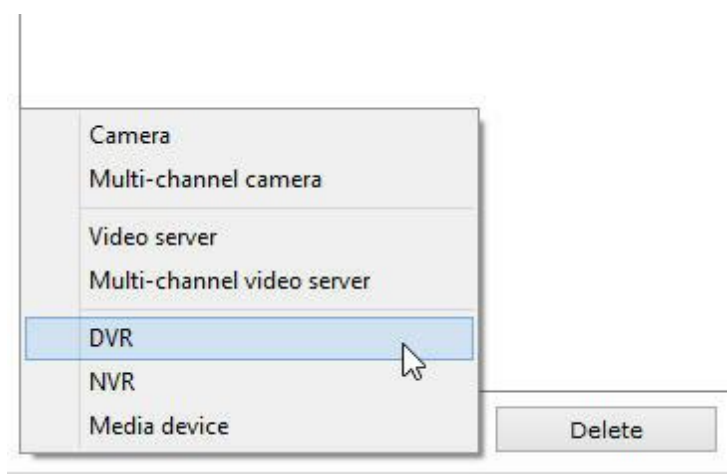 Camera
Multi-channel camera
Video server
Multi-channel video server
DVR
NVR
Media device
Delete